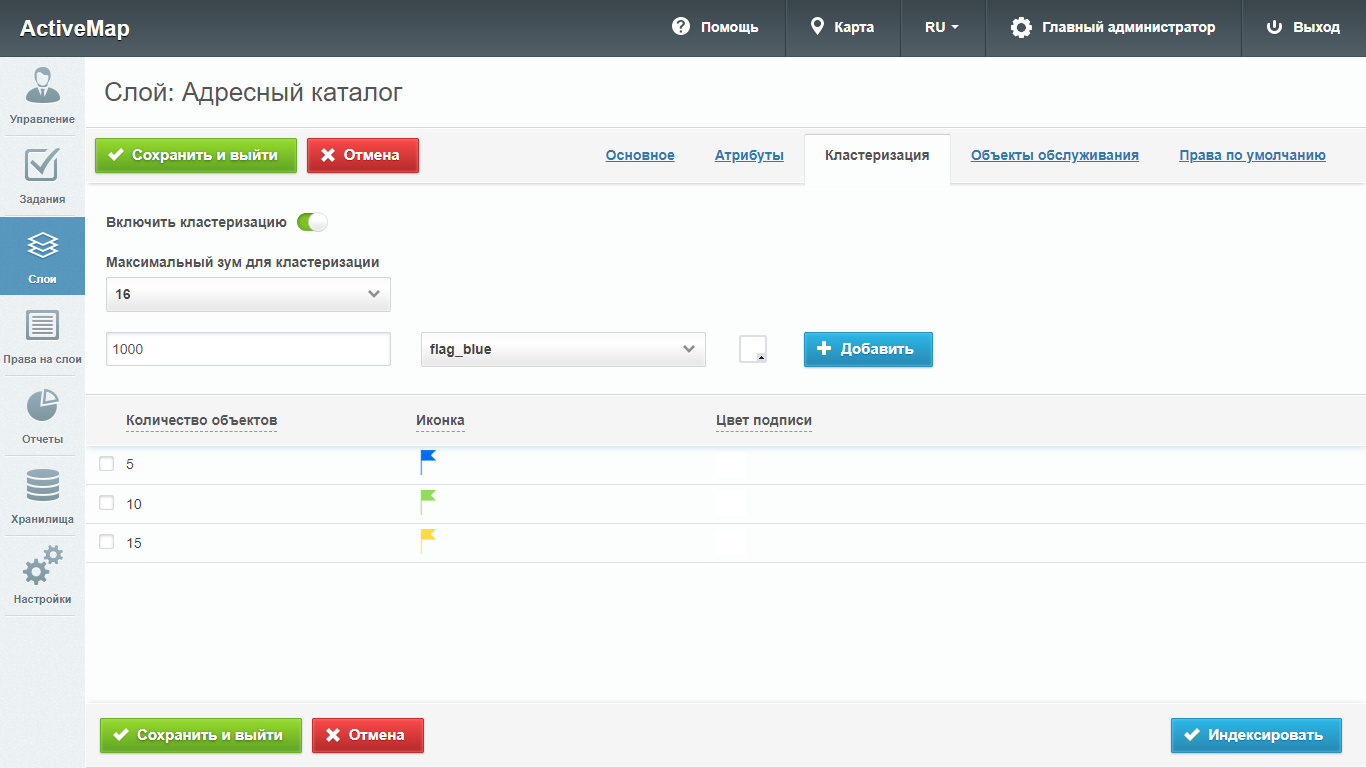 ActiveMap
Помощь
Карта
RU
Главный администратор
Выход
Управление
Задания
Слои
Права на слои
Отчеты
Хранилища
Настройки
Слой: Адресный каталог
Сохранить и выйти
Отмена
Основное
Атрибуты
Кластеризация
Объекты обслуживания
Права по умолчанию
Включить кластеризацию
Максимальный зум для кластеризации
16
1000
flag_blue
Добавить
Количество объектов
Иконка
Цвет подписи
5
10
15
Сохранить и выйти
Отмена
Индексировать